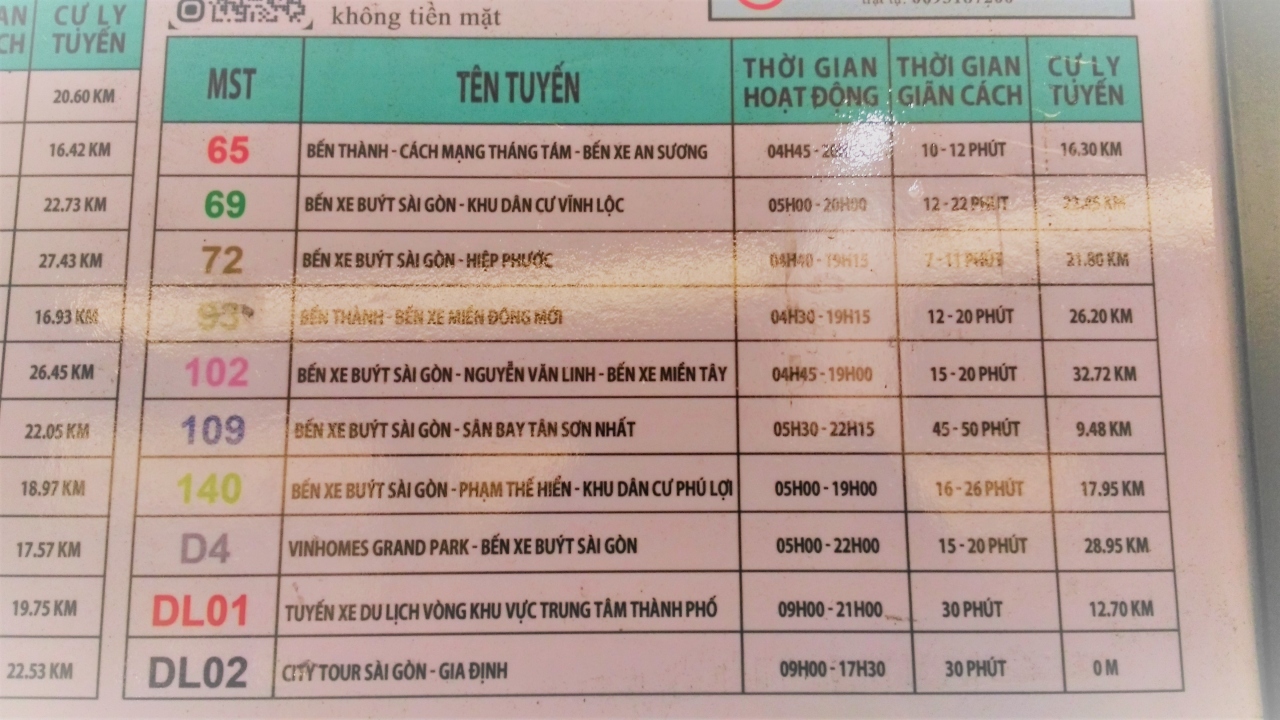 không tiền mặt
AN CỰ LY
CH TUYẾN
20.60 KM
16.42 KM
22.73 KM
27.43 KM
16.93 KM
26.45 KM
22.05 KM
18.97 KM
17.57 KM
19.75 KM
22.53 KM
MST TÊN TUYẾN THỜI GIAN HOẠT ĐỘNG THỜI GIAN GIÃN CÁCH CỰ LY TUYẾN
65 BẾN THÀNH - CÁCH MẠNG THÁNG TÁM - BẾN XE AN SƯƠNG 04H45 - 10 - 12 PHÚT 16.30 KM
69 BẾN XE BUÝT SÀI GÒN - KHU DÂN CƯ VĨNH LỘC 05H00 - 20H00 12 - 22 PHÚT
72 BẾN XE BUÝT SÀI GÒN - HIỆP PHƯỚC 04H40 - 19H15 7 - 11 PHÚT 21.80 KM
93 BẾN THÀNH - BẾN XE MIỀN ĐÔNG MỚI 04H30 - 19H15 12 - 20 PHÚT 26.20 KM
102 BẾN XE BUÝT SÀI GÒN - NGUYỄN VĂN LINH - BẾN XE MIỀN TÂY 04H45 - 19H00 15 - 20 PHÚT 32.72 KM
109 BẾN XE BUÝT SÀI GÒN - SÂN BAY TÂN SƠN NHẤT 05H30 - 22H15 45 - 50 PHÚT 9.48 KM
140 BẾN XE BUÝT SÀI GÒN - PHẠM THẾ HIỂN - KHU DÂN CƯ PHÚ LỢI 05H00 - 19H00 16 - 26 PHÚT 17.95 KM
D4 VINHOMES GRAND PARK - BẾN XE BUÝT SÀI GÒN 05H00 - 22H00 15 - 20 PHÚT 28.95 KM
DL01 TUYẾN XE DU LỊCH VÒNG KHU VỰC TRUNG TÂM THÀNH PHỐ 09H00 - 21H00 30 PHÚT 12.70 KM
DL02 CITY TOUR SÀI GÒN - GIA ĐỊNH 09H00 - 17H30 30 PHÚT 0 M